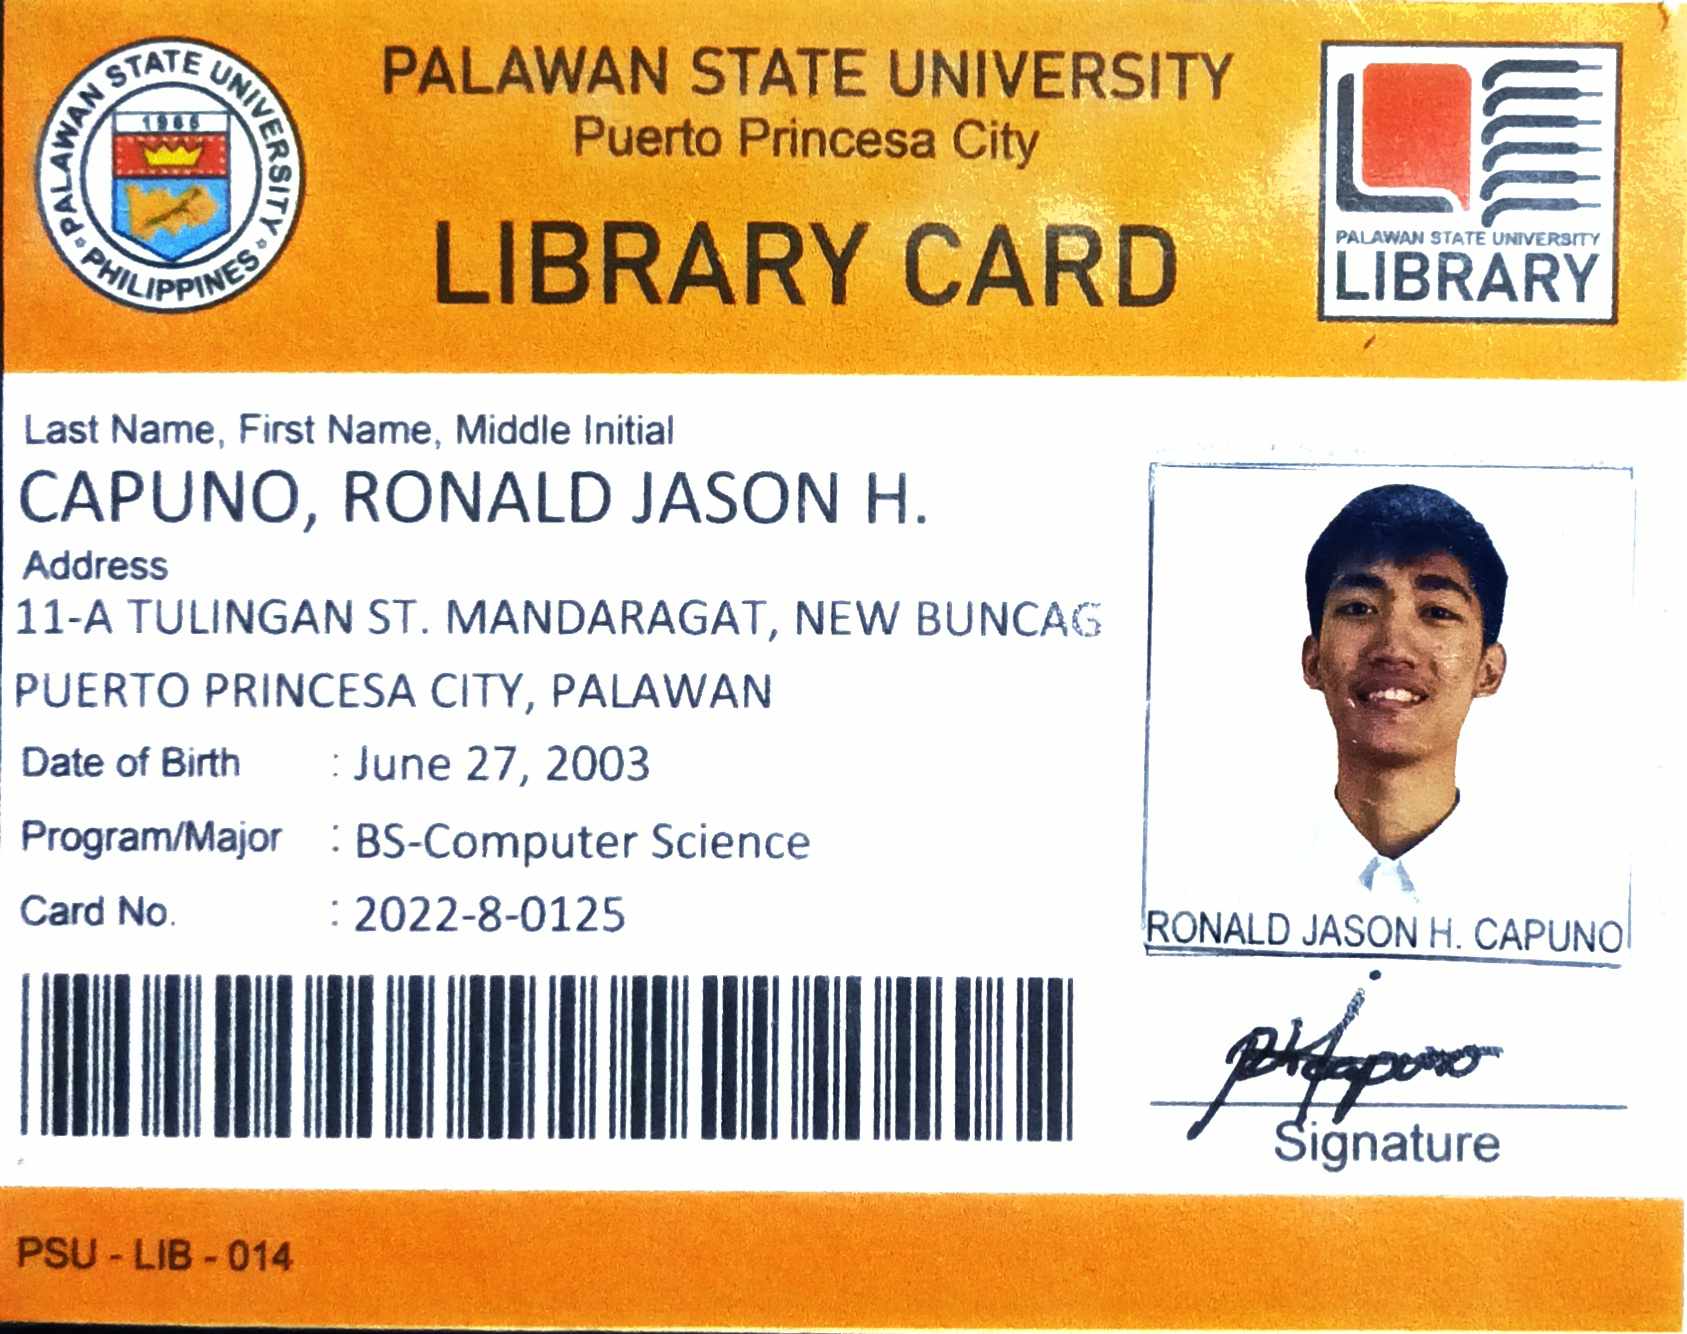 PALAWAN STATE UNIVERSITY
PHILIPPINES
1965
PALAWAN STATE UNIVERSITY
Puerto Princesa City
LIBRARY CARD
PALAWAN STATE UNIVERSITY
LIBRARY
Last Name, First Name, Middle Initial
CAPUNO, RONALD JASON H.
Address
11-A TULINGAN ST. MANDARAGAT, NEW BUNCAG
PUERTO PRINCESA CITY, PALAWAN
Date of Birth : June 27, 2003
Program/Major : BS-Computer Science
Card No. : 2022-8-0125
RONALD JASON H. CAPUNO
Signature
PSU - LIB - 014